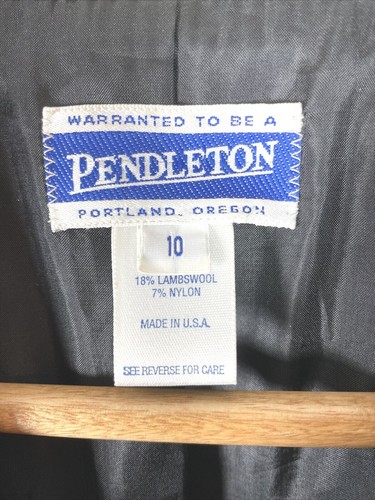 WARRANTED TO BE A
PENDLETON
PORTLAND, OREGON
10
18% LAMBSWOOL
7% NYLON
MADE IN U.S.A.
SEE REVERSE FOR CARE